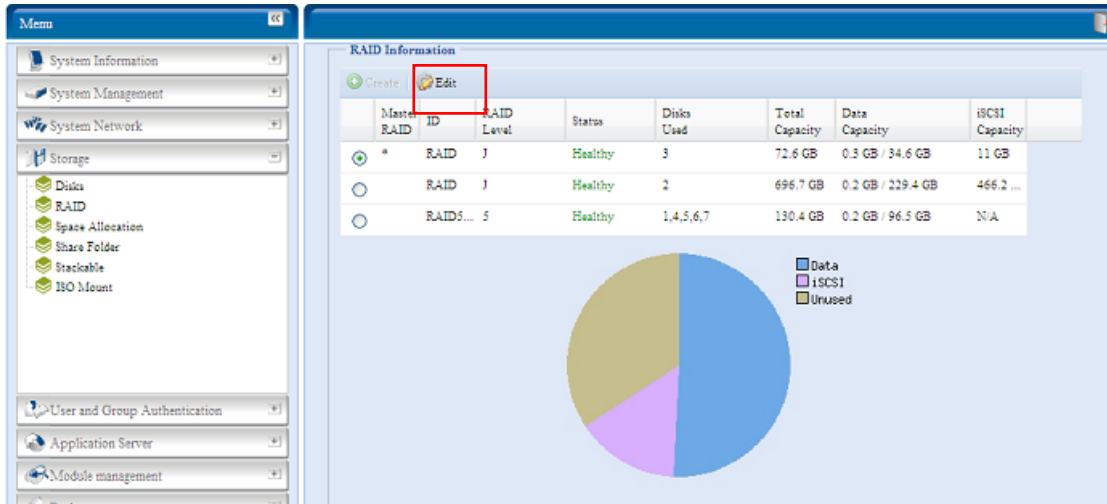 Menu
System Information
System Management
System Network
Storage
Disks
RAID
Space Allocation
Share Folder
Stackable
ISO Mount
User and Group Authentication
Application Server
Module management
RAID Information
Create Edit
Master RAID ID RAID Level Status Disks Used Total Capacity Data Capacity iSCSI Capacity
* RAID J Healthy 3 72.6 GB 0.3 GB / 34.6 GB 11 GB
RAID J Healthy 2 696.7 GB 0.2 GB / 229.4 GB 466.2 ...
RAID5... 5 Healthy 1,4,5,6,7 130.4 GB 0.2 GB / 96.5 GB N/A
Data
iSCSI
Unused